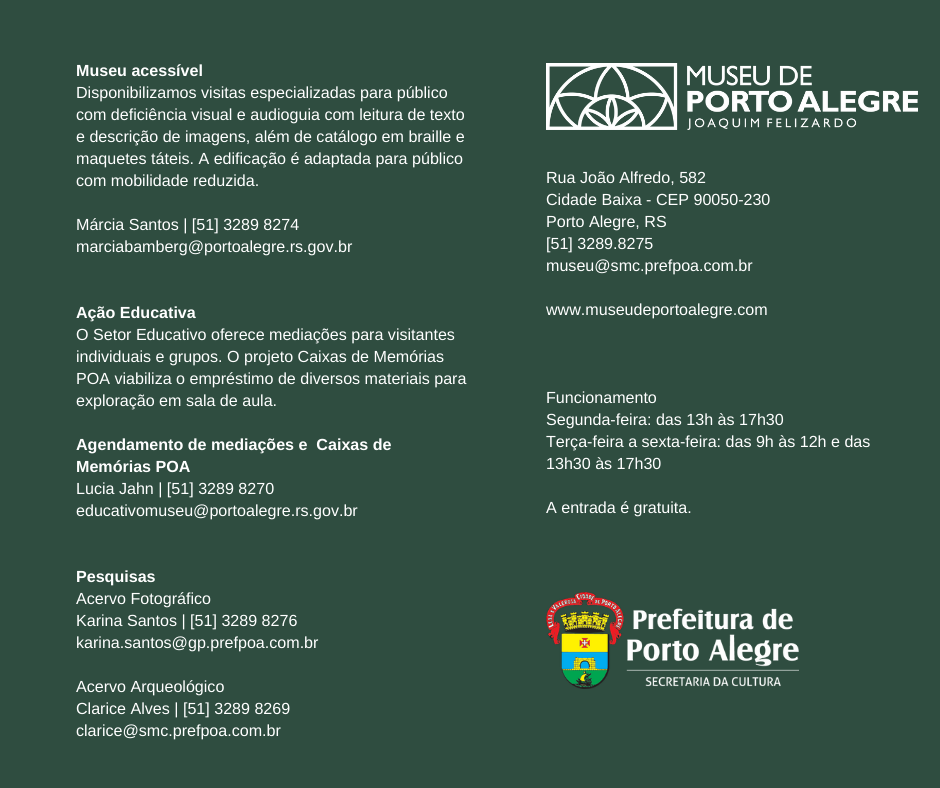 Museu acessível
Disponibilizamos visitas especializadas para público
com deficiência visual e audioguia com leitura de texto
e descrição de imagens, além de catálogo em braille e
maquetes táteis. A edificação é adaptada para público
com mobilidade reduzida.
Márcia Santos | [51] 3289 8274
marciabamberg@portoalegre.rs.gov.br
Ação Educativa
O Setor Educativo oferece mediações para visitantes
individuais e grupos. O projeto Caixas de Memórias
POA viabiliza o empréstimo de diversos materiais para
exploração em sala de aula.
Agendamento de mediações e  Caixas de
Memórias POA
Lucia Jahn | [51] 3289 8270
educativomuseu@portoalegre.rs.gov.br
Pesquisas
Acervo Fotográfico
Karina Santos | [51] 3289 8276
karina.santos@gp.prefpoa.com.br
Acervo Arqueológico
Clarice Alves | [51] 3289 8269
clarice@smc.prefpoa.com.br
MUSEU DE
PORTO ALEGRE
JOAQUIM FELIZARDO
Rua João Alfredo, 582
Cidade Baixa - CEP 90050-230
Porto Alegre, RS
[51] 3289.8275
museu@smc.prefpoa.com.br
www.museudeportoalegre.com
Funcionamento
Segunda-feira: das 13h às 17h30
Terça-feira a sexta-feira: das 9h às 12h e das
13h30 às 17h30
A entrada é gratuita.
LEAL E VALEROSA CIDADE DE PORTO ALEGRE
Prefeitura de
Porto Alegre
SECRETARIA DA CULTURA